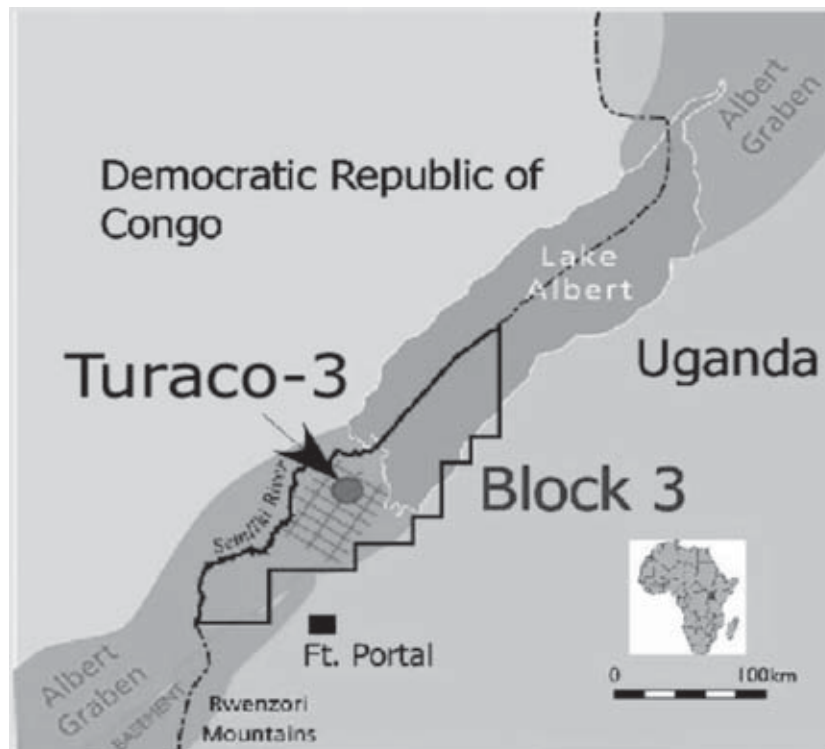 Albert
Graben
Democratic Republic of
Congo
Lake
Albert
Uganda
Turaco-3
Block 3
Semliki River
Ft. Portal
0 100km
Albert
Graben
BASEMENT
Rwenzori
Mountains